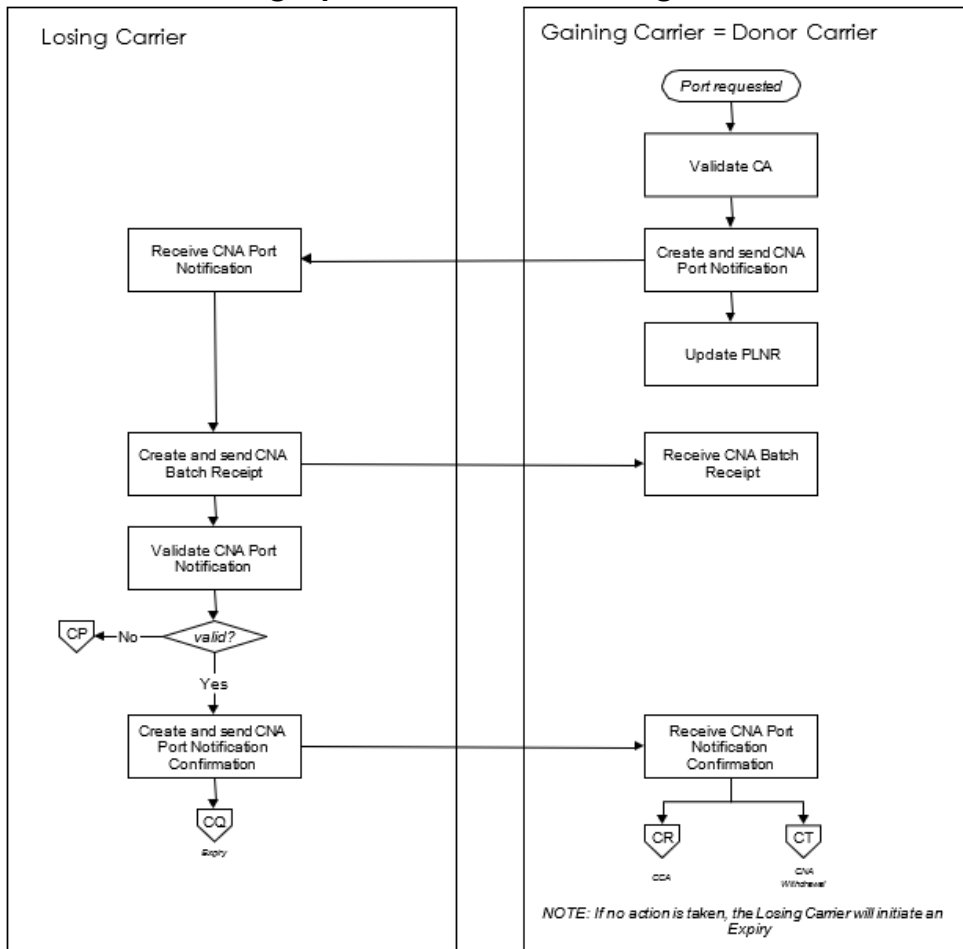 Losing Carrier
Gaining Carrier = Donor Carrier
Port requested
Validate CA
Receive CNA Port
Notification
Create and send CNA
Port Notification
Update PLNR
Create and send CNA
Batch Receipt
Receive CNA Batch
Receipt
Validate CNA Port
Notification
CP
No
valid?
Yes
Create and send CNA
Port Notification
Confirmation
Receive CNA Port
Notification
Confirmation
CQ
Expiry
CR
CCA
CT
CNA
Withdrawal
NOTE: If no action is taken, the Losing Carrier will initiate an
Expiry